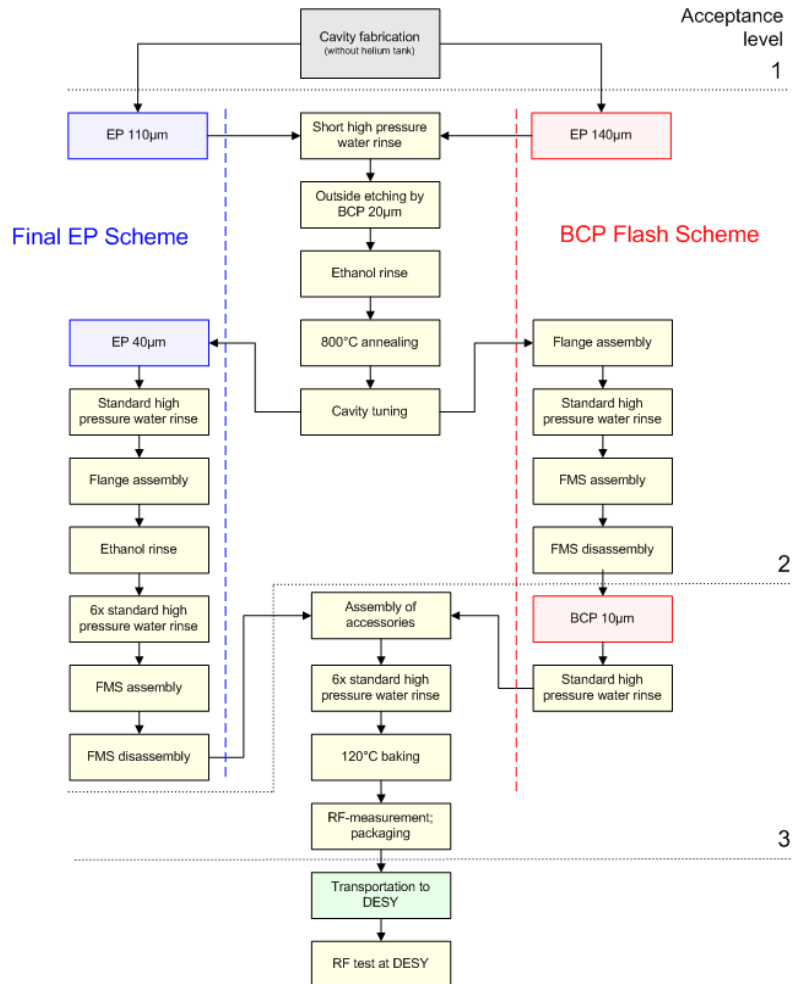 Acceptance
level
Cavity fabrication
(without helium tank)
1
EP 110µm
Short high pressure
water rinse
EP 140µm
Outside etching by
BCP 20µm
Final EP Scheme
BCP Flash Scheme
Ethanol rinse
EP 40µm
800°C annealing
Flange assembly
Standard high
pressure water rinse
Cavity tuning
Standard high
pressure water rinse
Flange assembly
FMS assembly
Ethanol rinse
FMS disassembly
2
6x standard high
pressure water rinse
Assembly of
accessories
BCP 10µm
FMS assembly
6x standard high
pressure water rinse
Standard high
pressure water rinse
FMS disassembly
120°C baking
RF-measurement;
packaging
3
Transportation to
DESY
RF test at DESY